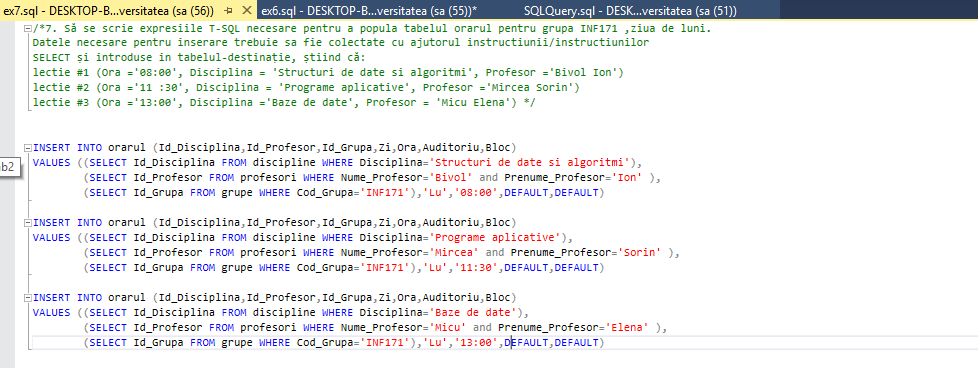 ex7.sql - DESKTOP-B...versitatea (sa (56)) ex6.sql - DESKTOP-B...versitatea (sa (55))* SQLQuery.sql - DESK...versitatea (sa (51))
/*7. Să se scrie expresiile T-SQL necesare pentru a popula tabelul orarul pentru grupa INF171 ,ziua de luni.
Datele necesare pentru inserare trebuie sa fie colectate cu ajutorul instructiunii/instructiunilor
SELECT și introduse in tabelul-destinație, știind că:
lectie #1 (Ora ='08:00', Disciplina = 'Structuri de date si algoritmi', Profesor ='Bivol Ion')
lectie #2 (Ora ='11 :30', Disciplina = 'Programe aplicative', Profesor ='Mircea Sorin')
lectie #3 (Ora ='13:00', Disciplina ='Baze de date', Profesor = 'Micu Elena') */
INSERT INTO orarul (Id_Disciplina,Id_Profesor,Id_Grupa,Zi,Ora,Auditoriu,Bloc)
VALUES ((SELECT Id_Disciplina FROM discipline WHERE Disciplina='Structuri de date si algoritmi'),
(SELECT Id_Profesor FROM profesori WHERE Nume_Profesor='Bivol' and Prenume_Profesor='Ion' ),
(SELECT Id_Grupa FROM grupe WHERE Cod_Grupa='INF171'),'Lu','08:00',DEFAULT,DEFAULT)
b2
INSERT INTO orarul (Id_Disciplina,Id_Profesor,Id_Grupa,Zi,Ora,Auditoriu,Bloc)
VALUES ((SELECT Id_Disciplina FROM discipline WHERE Disciplina='Programe aplicative'),
(SELECT Id_Profesor FROM profesori WHERE Nume_Profesor='Mircea' and Prenume_Profesor='Sorin' ),
(SELECT Id_Grupa FROM grupe WHERE Cod_Grupa='INF171'),'Lu','11:30',DEFAULT,DEFAULT)
INSERT INTO orarul (Id_Disciplina,Id_Profesor,Id_Grupa,Zi,Ora,Auditoriu,Bloc)
VALUES ((SELECT Id_Disciplina FROM discipline WHERE Disciplina='Baze de date'),
(SELECT Id_Profesor FROM profesori WHERE Nume_Profesor='Micu' and Prenume_Profesor='Elena' ),
(SELECT Id_Grupa FROM grupe WHERE Cod_Grupa='INF171'),'Lu','13:00',DEFAULT,DEFAULT)